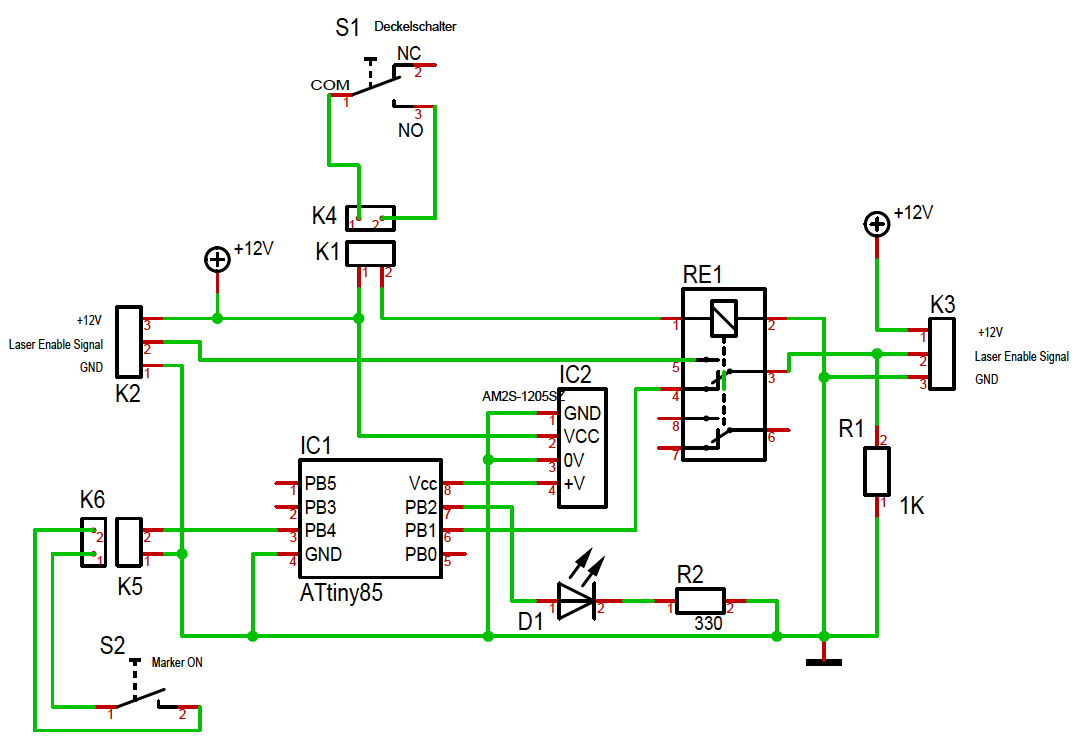 S1 Deckelschalter
NC
2
COM
1
3
NO
K4
1 2
K1
1 2
+12V
+12V
RE1
K3
+12V 3
1 +12V
1 2
Laser Enable Signal 2
2 Laser Enable Signal
GND 1
3 GND
K2
5
3
4
8
6
7
IC2
AM2S-1205SZ
1 GND
2 VCC
3 0V
4 +V
R1
2
1
1K
IC1
1 PB5 Vcc 8
2 PB3 PB2 7
3 PB4 PB1 6
4 GND PB0 5
ATtiny85
K6
2 2
1 1
K5
D1
1 2
R2
1 2
330
S2 Marker ON
1 2